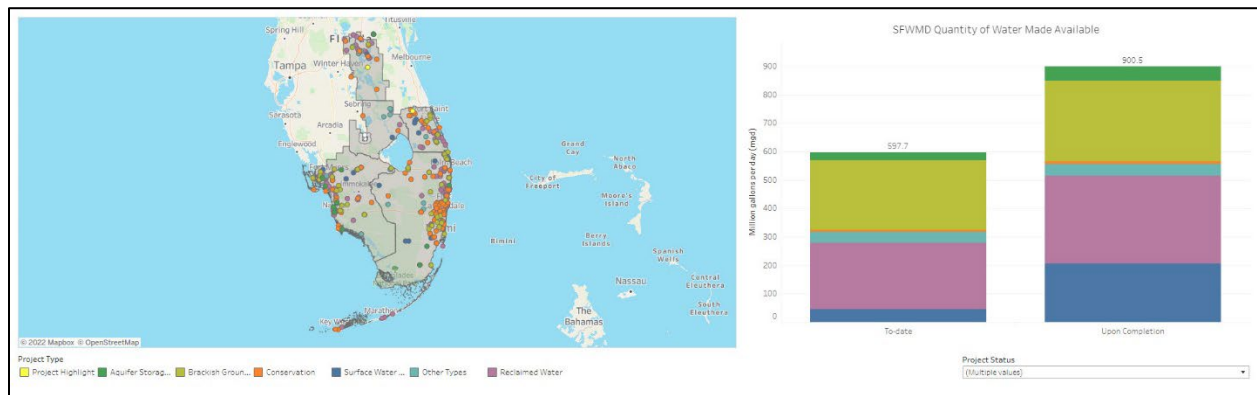 Spring Hill
Titusville
Tampa
Winter Haven
Melbourne
Sebring
Sarasota
Arcadia
Englewood
Immokalee
Marathon
Key W
Grand
Cay
North
Abaco
City of
Freeport
Moore's
Island
Bimini
Berry
Islands
Spanish
Wells
Nassau
Central
Eleuthera
South
Eleuthera
The
Bahamas
© 2022 Mapbox © OpenStreetMap
SFWMD Quantity of Water Made Available
Million gallons per day (mgd)
900
800
700
600
500
400
300
200
100
0
597.7
900.5
To-date
Upon Completion
Project Type
Project Highlight
Aquifer Storag...
Brackish Groun...
Conservation
Surface Water ...
Other Types
Reclaimed Water
Project Status
(Multiple values)